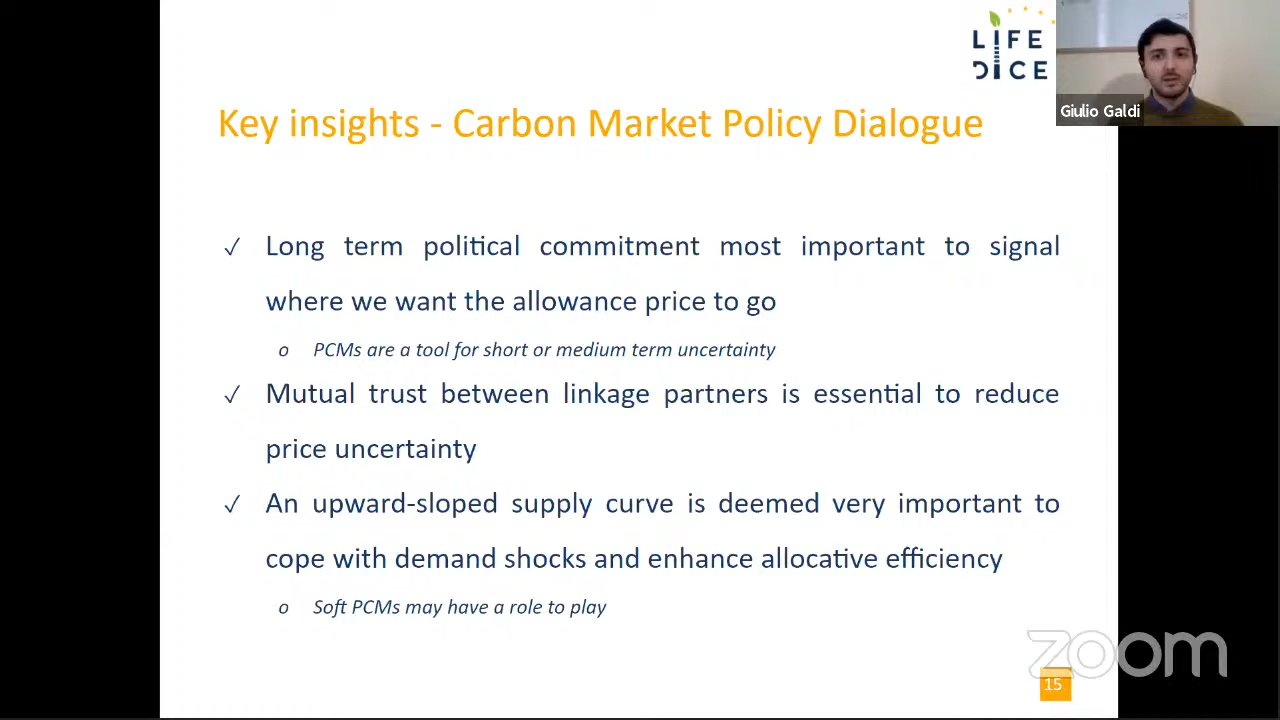 LIFE
DICE
Giulio Galdi
Key insights - Carbon Market Policy Dialogue
✓ Long term political commitment most important to signal
where we want the allowance price to go
o PCMs are a tool for short or medium term uncertainty
✓ Mutual trust between linkage partners is essential to reduce
price uncertainty
✓ An upward-sloped supply curve is deemed very important to
cope with demand shocks and enhance allocative efficiency
o Soft PCMs may have a role to play
zoom
15